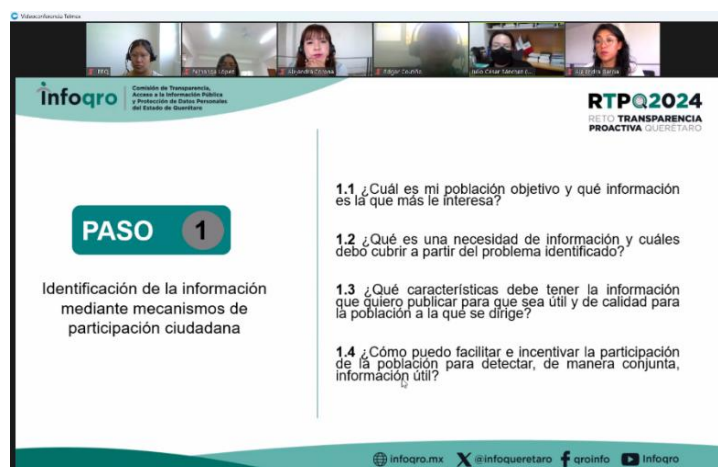 Videoconferencia Telmex
Infoqro
Comisión de Transparencia,
Acceso a la Información Pública
y Protección de Datos Personales
del Estado de Querétaro
RTPQ2024
RETO TRANSPARENCIA
PROACTIVA QUERÉTARO
PASO 1
Identificación de la información
mediante mecanismos de
participación ciudadana
1.1 ¿Cuál es mi población objetivo y qué información
es la que más le interesa?
1.2 ¿Qué es una necesidad de información y cuáles
debo cubrir a partir del problema identificado?
1.3 ¿Qué características debe tener la información
que quiero publicar para que sea útil y de calidad para
la población a la que se dirige?
1.4 ¿Cómo puedo facilitar e incentivar la participación
de la población para detectar, de manera conjunta,
información útil?
infoqro.mx @infoqueretaro qroinfo Infoqro